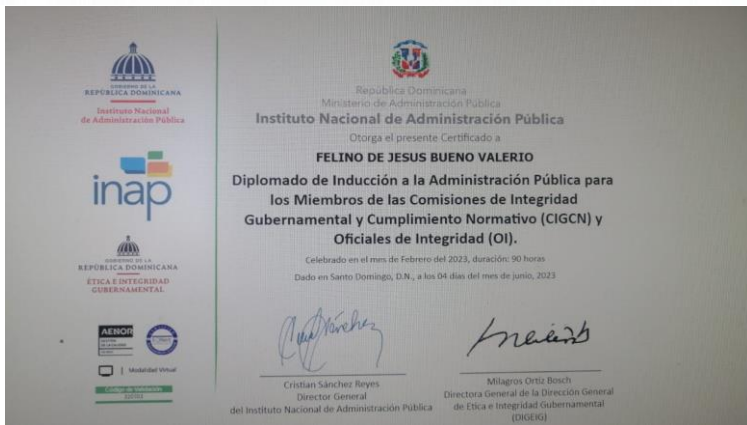 GOBIERNO DE LA
REPÚBLICA DOMINICANA
Instituto Nacional
de Administración Pública
inap
GOBIERNO DE LA
REPÚBLICA DOMINICANA
ÉTICA E INTEGRIDAD
GUBERNAMENTAL
AENOR
Modalidad Virtual
Código de Validación
República Dominicana
Ministerio de Administración Pública
Instituto Nacional de Administración Pública
Otorga el presente Certificado a
FELINO DE JESUS BUENO VALERIO
Diplomado de Inducción a la Administración Pública para
los Miembros de las Comisiones de Integridad
Gubernamental y Cumplimiento Normativo (CIGCN) y
Oficiales de Integridad (OI).
Celebrado en el mes de Febrero del 2023, duración: 90 horas
Dado en Santo Domingo, D.N., a los 04 días del mes de junio, 2023
Cristian Sánchez Reyes
Director General
del Instituto Nacional de Administración Pública
Milagros Ortiz Bosch
Directora General de la Dirección General
de Etica e Integridad Gubernamental
(DIGEIG)